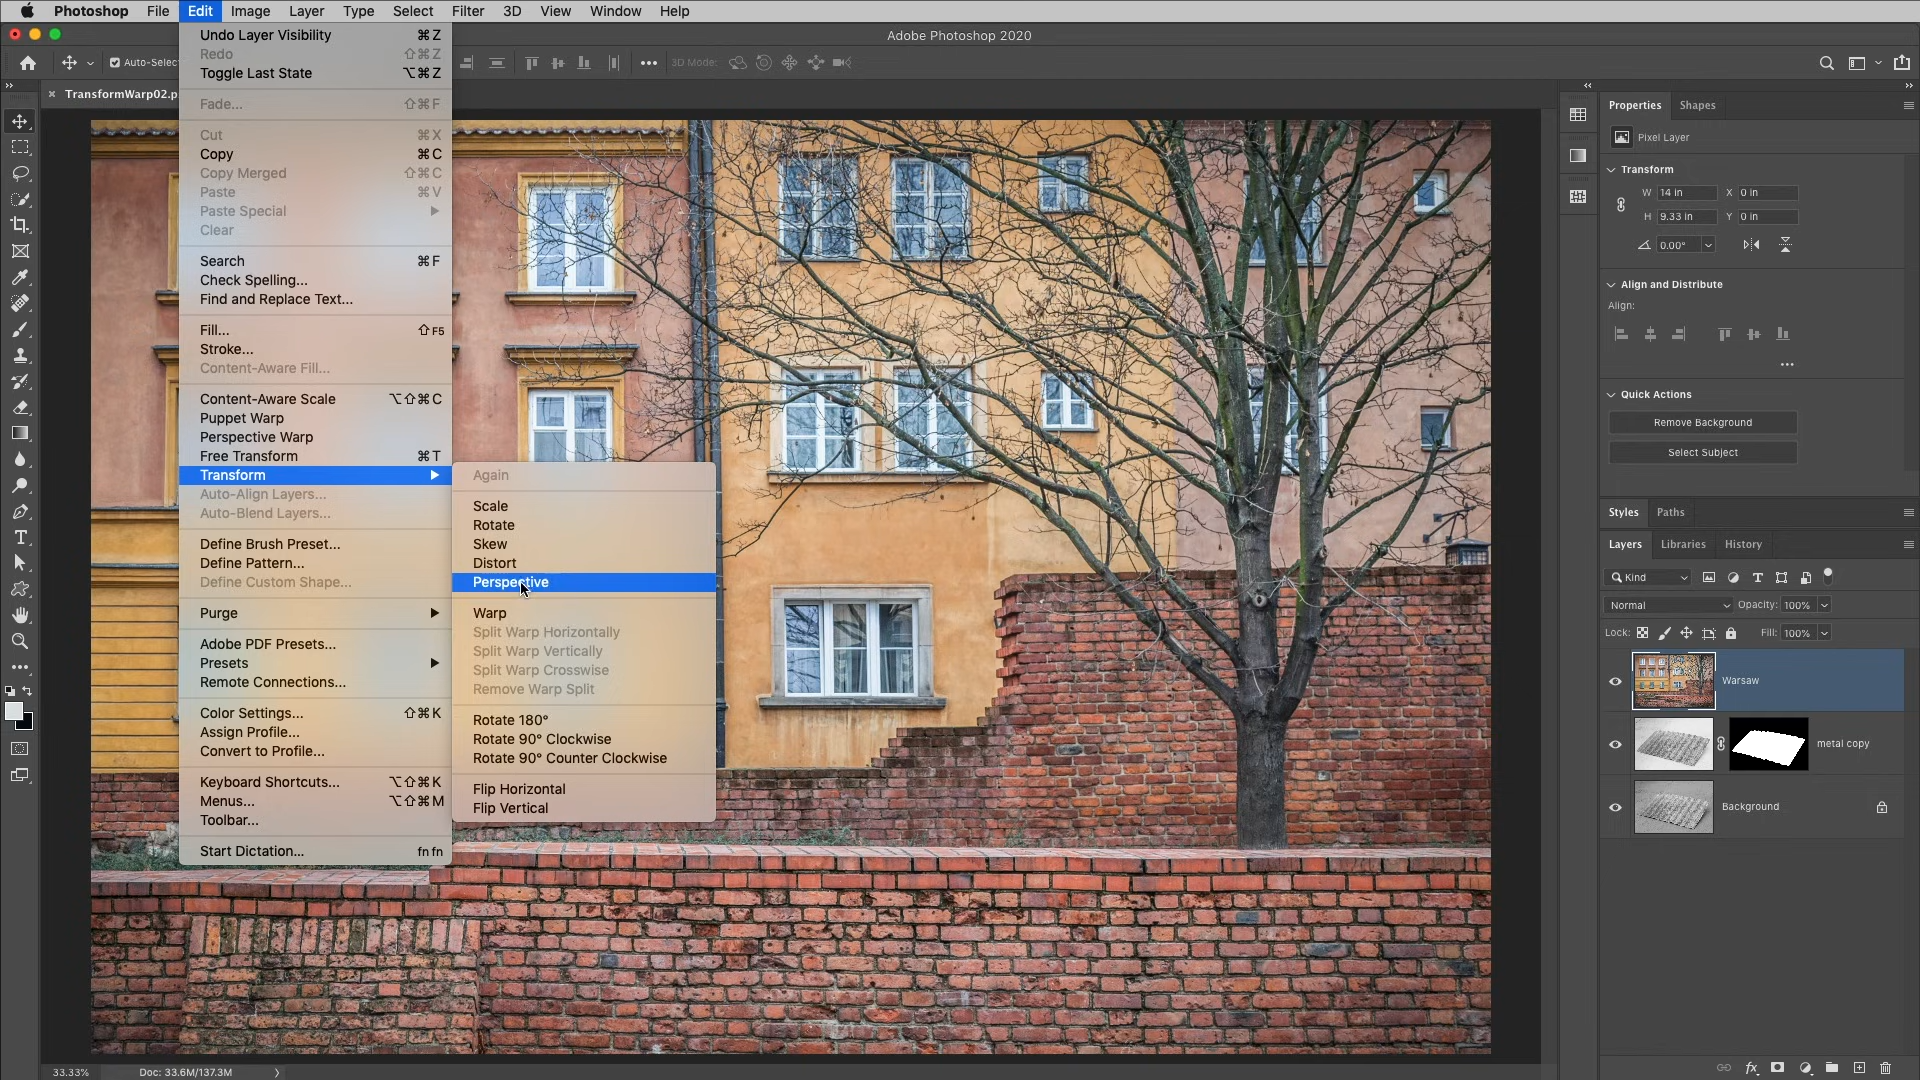 Photoshop File Edit Image Layer Type Select Filter 3D View Window Help
Adobe Photoshop 2020
Auto-Selec
3D Mode:
TransformWarp02.p
Undo Layer Visibility ⌘Z
Redo ⇧⌘Z
Toggle Last State ⌥⌘Z
Fade... ⇧⌘F
Cut ⌘X
Copy ⌘C
Copy Merged ⇧⌘C
Paste ⌘V
Paste Special
Clear
Search ⌘F
Check Spelling...
Find and Replace Text...
Fill... ⇧F5
Stroke...
Content-Aware Fill...
Content-Aware Scale ⌥⇧⌘C
Puppet Warp
Perspective Warp
Free Transform ⌘T
Transform
Auto-Align Layers...
Auto-Blend Layers...
Define Brush Preset...
Define Pattern...
Define Custom Shape...
Purge
Adobe PDF Presets...
Presets
Remote Connections...
Color Settings... ⇧⌘K
Assign Profile...
Convert to Profile...
Keyboard Shortcuts... ⌥⇧⌘K
Menus... ⌥⇧⌘M
Toolbar...
Start Dictation... fn fn
Again
Scale
Rotate
Skew
Distort
Perspective
Warp
Split Warp Horizontally
Split Warp Vertically
Split Warp Crosswise
Remove Warp Split
Rotate 180°
Rotate 90° Clockwise
Rotate 90° Counter Clockwise
Flip Horizontal
Flip Vertical
Properties Shapes
Pixel Layer
Transform
W 14 in X 0 in
H 9.33 in Y 0 in
0.00°
Align and Distribute
Align:
Quick Actions
Remove Background
Select Subject
Styles Paths
Layers Libraries History
Kind
Normal Opacity: 100%
Lock: Fill: 100%
Warsaw
metal copy
Background
33.33% Doc: 33.6M/137.3M